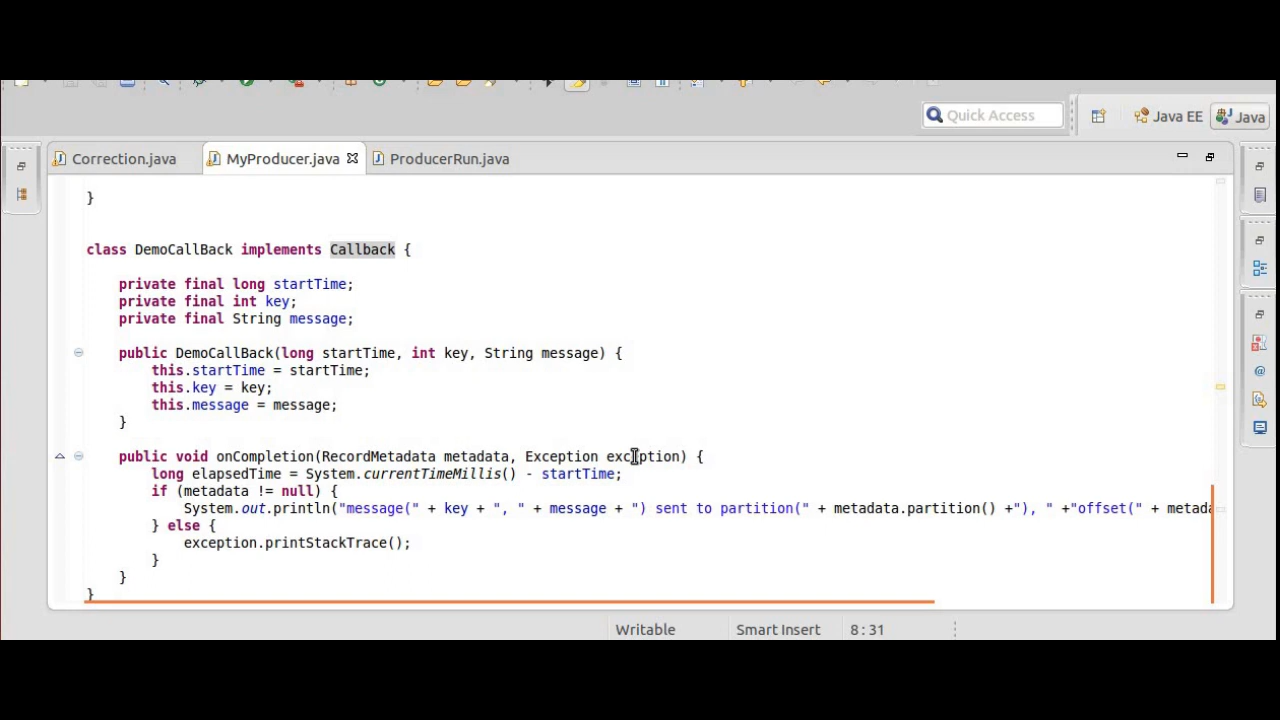 Quick Access
Java EE
Java
Correction.java
MyProducer.java
ProducerRun.java
}
class DemoCallBack implements Callback {
private final long startTime;
private final int key;
private final String message;
public DemoCallBack(long startTime, int key, String message) {
this.startTime = startTime;
this.key = key;
this.message = message;
}
public void onCompletion(RecordMetadata metadata, Exception exception) {
long elapsedTime = System.currentTimeMillis() - startTime;
if (metadata != null) {
System.out.println("message(" + key + ", " + message + ") sent to partition(" + metadata.partition() +"), " +"offset(" + metada
} else {
exception.printStackTrace();
}
}
}
Writable
Smart Insert
8:31